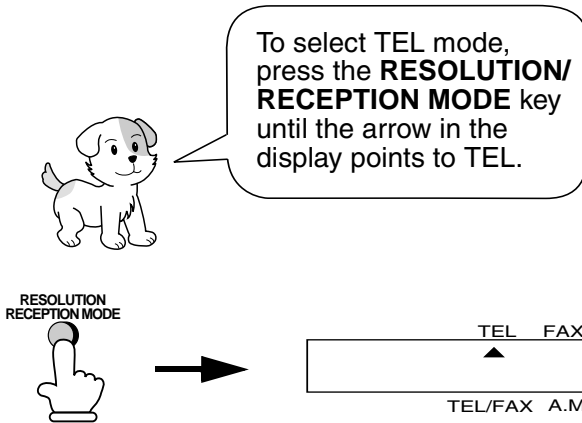 To select TEL mode,
press the RESOLUTION/
RECEPTION MODE key
until the arrow in the
display points to TEL.
RESOLUTION
RECEPTION MODE
TEL FAX
TEL/FAX A.M